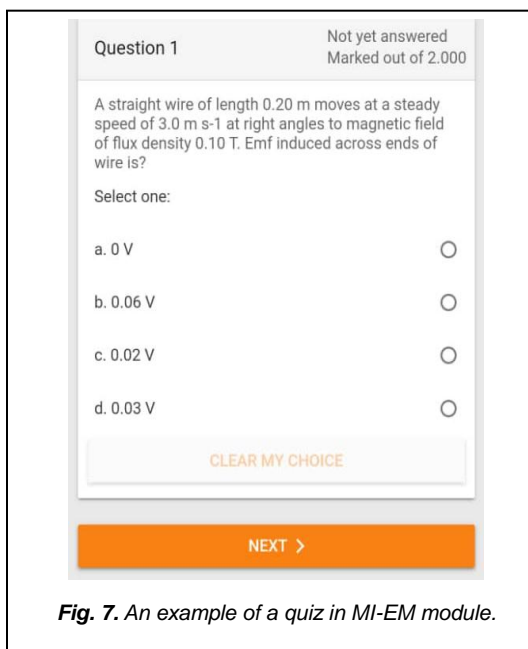 Question 1
Not yet answered
Marked out of 2.000
A straight wire of length 0.20 m moves at a steady
speed of 3.0 m s-1 at right angles to magnetic field
of flux density 0.10 T. Emf induced across ends of
wire is?
Select one:
a. 0 V
b. 0.06 V
c. 0.02 V
d. 0.03 V
CLEAR MY CHOICE
NEXT >
Fig. 7. An example of a quiz in MI-EM module.